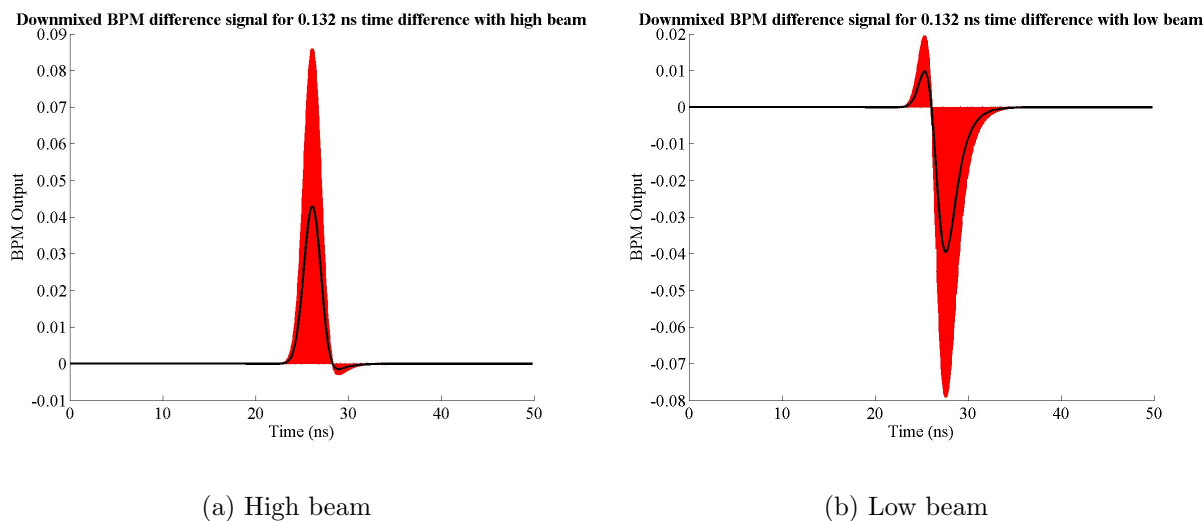 Downmixed BPM difference signal for 0.132 ns time difference with high beam
0.09
0.08
0.07
0.06
0.05
0.04
0.03
0.02
0.01
0
-0.01
BPM Output
0 10 20 30 40 50
Time (ns)
(a) High beam
Downmixed BPM difference signal for 0.132 ns time difference with low beam
0.02
0.01
0
-0.01
-0.02
-0.03
-0.04
-0.05
-0.06
-0.07
-0.08
BPM Output
0 10 20 30 40 50
Time (ns)
(b) Low beam